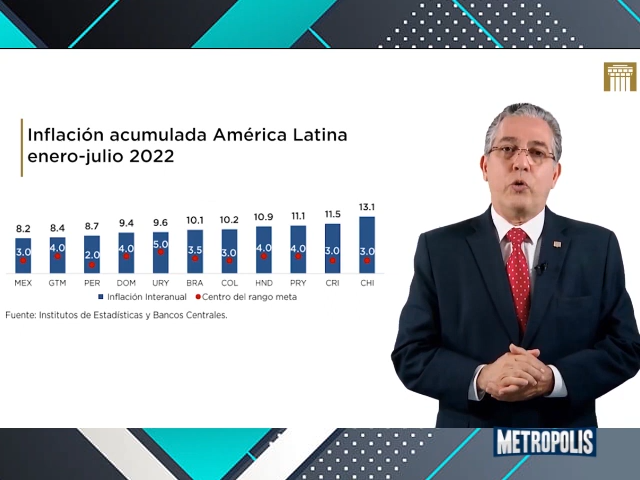 Inflación acumulada América Latina
enero-julio 2022
8.2 8.4 8.7 9.4 9.6 10.1 10.2 10.9 11.1 11.5 13.1
3.0 4.0 2.0 4.0 5.0 3.5 3.0 4.0 4.0 3.0 3.0
MEX GTM PER DOM URY BRA COL HND PRY CRI CHI
Inflación Interanual Centro del rango meta
Fuente: Institutos de Estadísticas y Bancos Centrales.
METROPOLIS